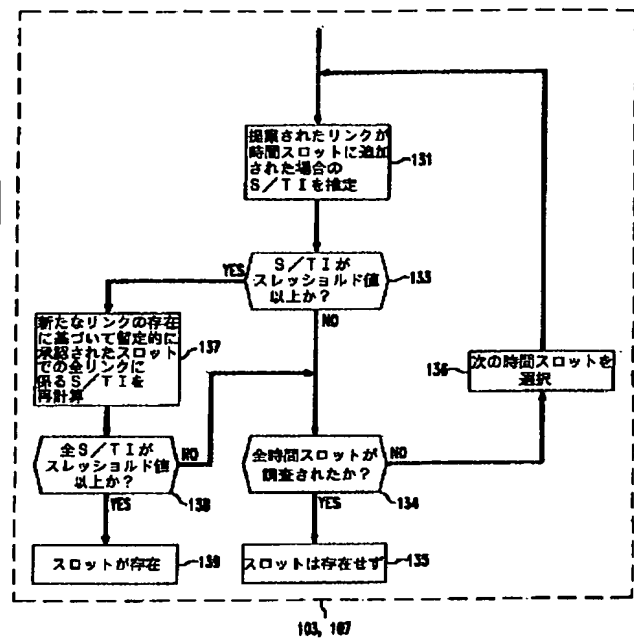 提案されたリンクが
時間スロットに追加
された場合の
S／TIを推定
131
S／TIが
スレッショルド値
以上か？
133
YES
NO
新たなリンクの存在
に基づいて暫定的に
承認されたスロット
での全リンクに
係るS／TIを
再計算
137
次の時間スロットを
選択
136
全S／TIが
スレッショルド値
以上か？
138
NO
YES
全時間スロットが
調査されたか？
134
NO
YES
スロットが存在
139
スロットは存在せず
135
103, 107